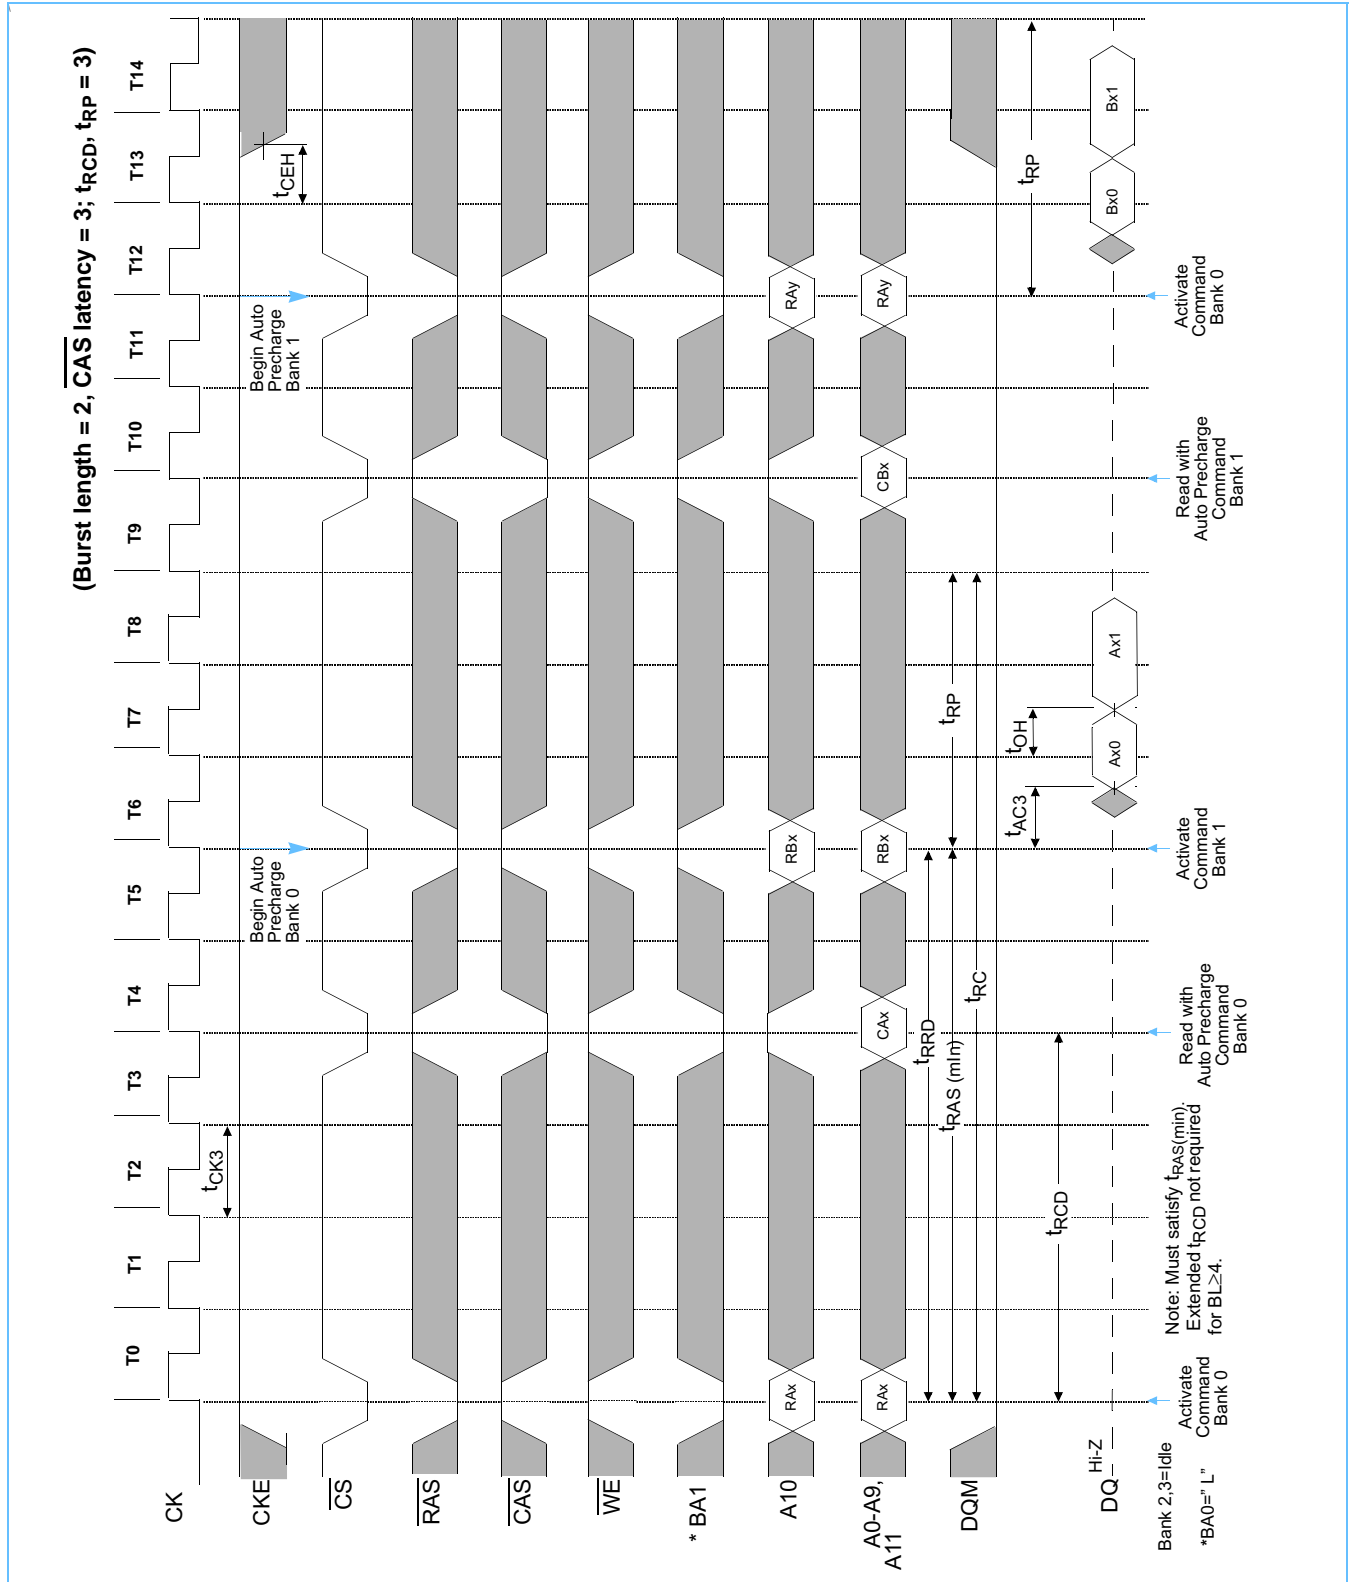 (Burst length = 2, CAS latency = 3; tRCD, tRP = 3)
T0 T1 T2 T3 T4 T5 T6 T7 T8 T9 T10 T11 T12 T13 T14
CK
tCK3
CKE
Begin Auto
Precharge
Bank 0
Begin Auto
Precharge
Bank 1
tCEH
CS
RAS
CAS
WE
* BA1
A10
RAx RBx RAy
A0-A9,
A11
RAx CAx RBx CBx RAy
tRRD
tRAS (mIn)
tRP
tRC
DQM
tRCD
tAC3
tOH
tRP
DQ
Hi-Z
Ax0 Ax1 Bx0 Bx1
Activate
Command
Bank 0
Read with
Auto Precharge
Command
Bank 0
Activate
Command
Bank 1
Read with
Auto Precharge
Command
Bank 1
Activate
Command
Bank 0
Bank 2,3=Idle
*BA0=” L”
Note: Must satisfy tRAS(min).
Extended tRCD not required
for BL≥4.